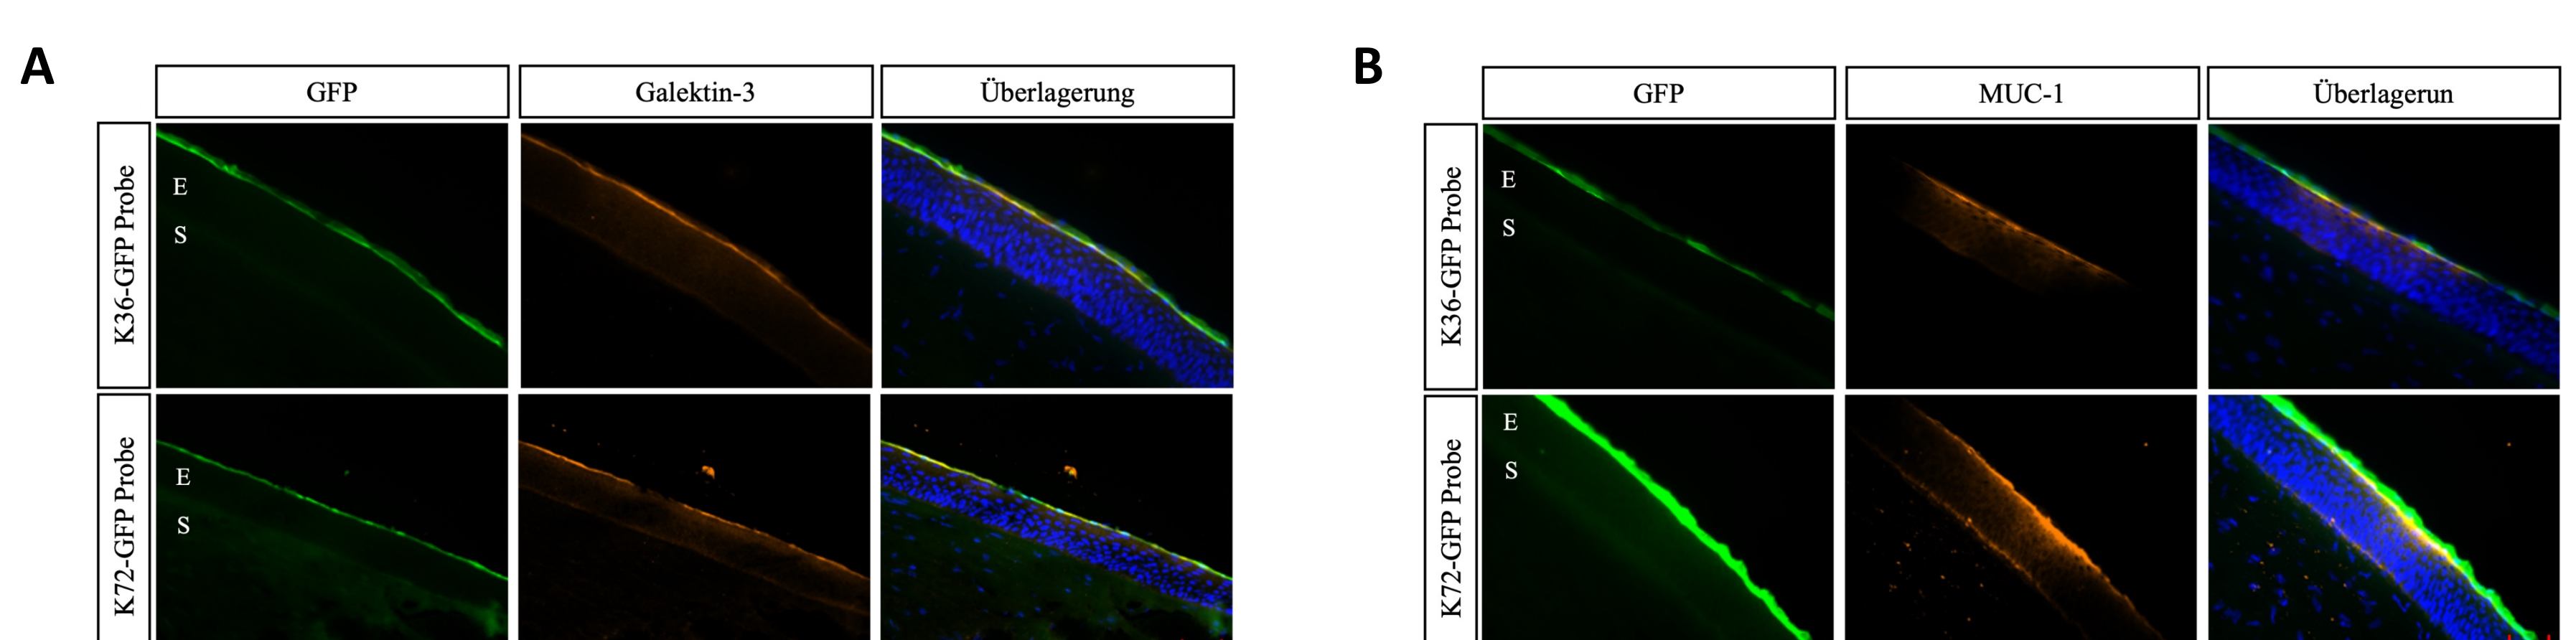 A
GFP
Galektin-3
Überlagerung
K36-GFP Probe
E
S
K72-GFP Probe
E
S
B
GFP
MUC-1
Überlagerun
K36-GFP Probe
E
S
K72-GFP Probe
E
S